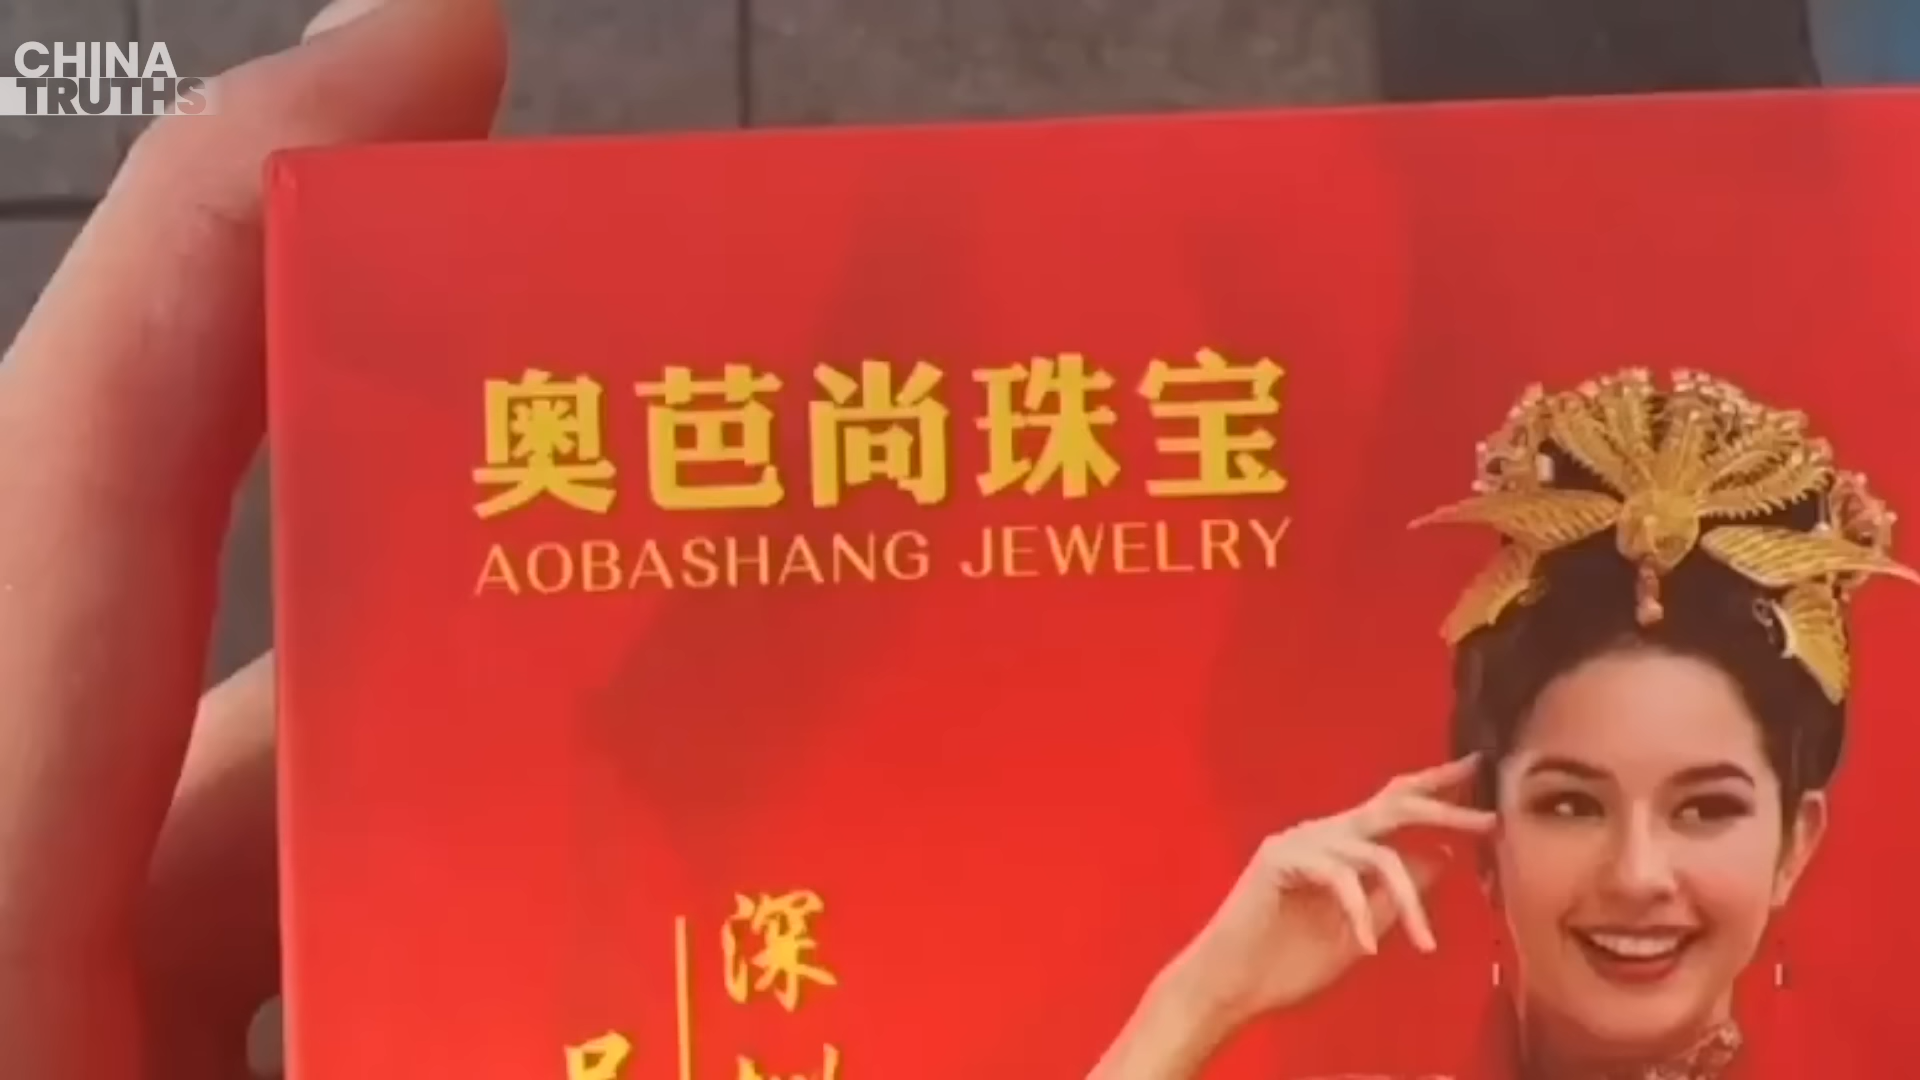 CHINA
TRUTHS
奥芭尚珠宝
AOBASHANG JEWELRY
深